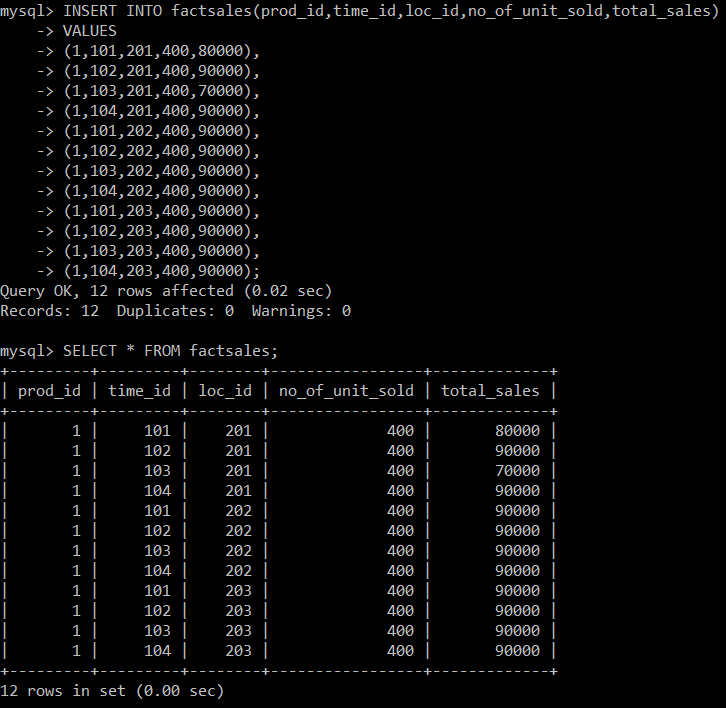 mysql> INSERT INTO factsales(prod_id,time_id,loc_id,no_of_unit_sold,total_sales)
    -> VALUES
    -> (1,101,201,400,80000),
    -> (1,102,201,400,90000),
    -> (1,103,201,400,70000),
    -> (1,104,201,400,90000),
    -> (1,101,202,400,90000),
    -> (1,102,202,400,90000),
    -> (1,103,202,400,90000),
    -> (1,104,202,400,90000),
    -> (1,101,203,400,90000),
    -> (1,102,203,400,90000),
    -> (1,103,203,400,90000),
    -> (1,104,203,400,90000);
Query OK, 12 rows affected (0.02 sec)
Records: 12  Duplicates: 0  Warnings: 0

mysql> SELECT * FROM factsales;
+---------+---------+--------+-----------------+-------------+
| prod_id | time_id | loc_id | no_of_unit_sold | total_sales |
+---------+---------+--------+-----------------+-------------+
|       1 |     101 |    201 |             400 |       80000 |
|       1 |     102 |    201 |             400 |       90000 |
|       1 |     103 |    201 |             400 |       70000 |
|       1 |     104 |    201 |             400 |       90000 |
|       1 |     101 |    202 |             400 |       90000 |
|       1 |     102 |    202 |             400 |       90000 |
|       1 |     103 |    202 |             400 |       90000 |
|       1 |     104 |    202 |             400 |       90000 |
|       1 |     101 |    203 |             400 |       90000 |
|       1 |     102 |    203 |             400 |       90000 |
|       1 |     103 |    203 |             400 |       90000 |
|       1 |     104 |    203 |             400 |       90000 |
+---------+---------+--------+-----------------+-------------+
12 rows in set (0.00 sec)